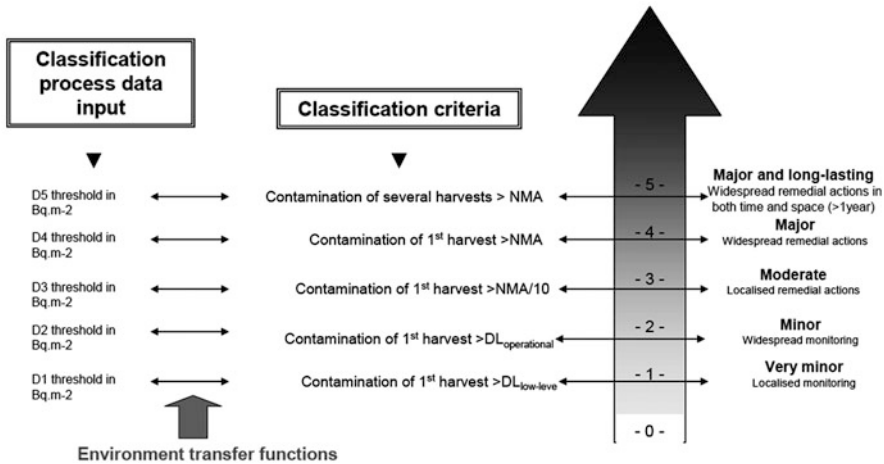 Classification
process data
input
Classification criteria
D5 threshold in
Bq.m-2
Contamination of several harvests > NMA
- 5 -
Major and long-lasting
Widespread remedial actions in
both time and space (>1year)
D4 threshold in
Bq.m-2
Contamination of 1st harvest >NMA
- 4 -
Major
Widespread remedial actions
D3 threshold in
Bq.m-2
Contamination of 1st harvest >NMA/10
- 3 -
Moderate
Localised remedial actions
D2 threshold in
Bq.m-2
Contamination of 1st harvest >DLoperational
- 2 -
Minor
Widespread monitoring
D1 threshold in
Bq.m-2
Contamination of 1st harvest >DLlow-leve
- 1 -
Very minor
Localised monitoring
- 0 -
Environment transfer functions